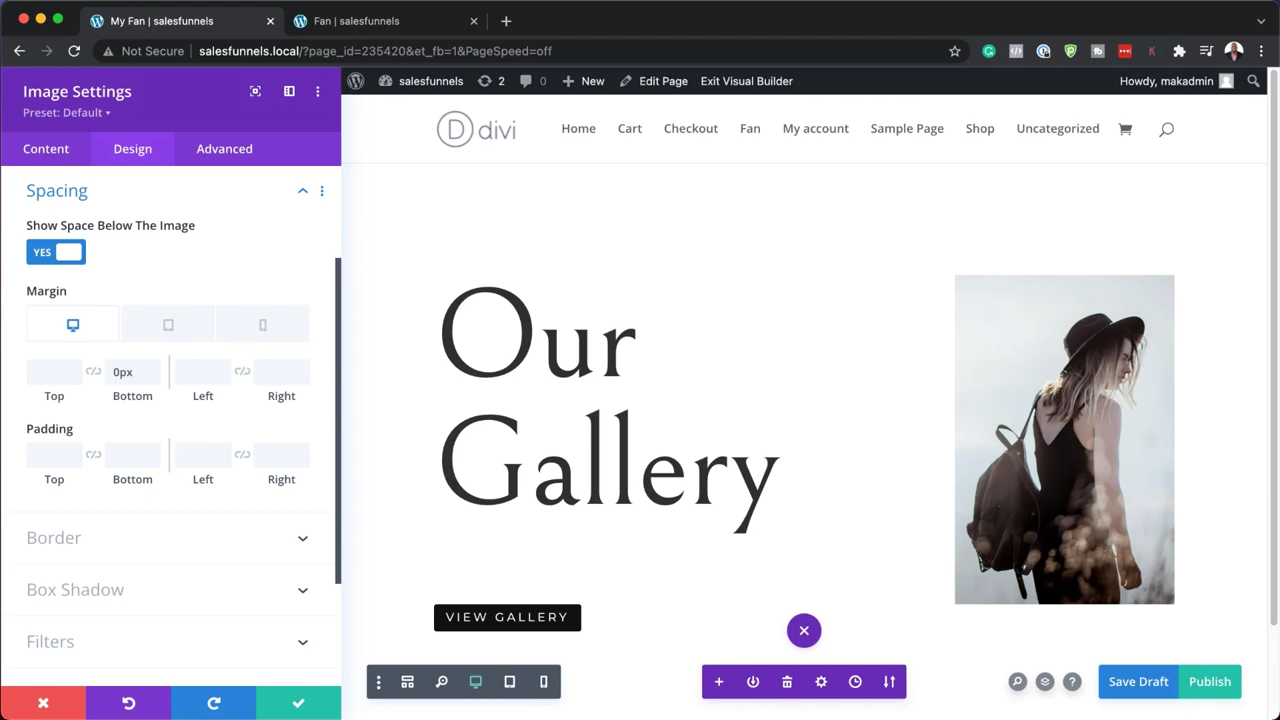 My Fan | salesfunnels
Fan | salesfunnels
Not Secure
salesfunnels.local/?page_id=235420&et_fb=1&PageSpeed=off
Image Settings
Preset: Default
Content
Design
Advanced
salesfunnels
2
0
New
Edit Page
Exit Visual Builder
Howdy, makadmin
D divi
Home
Cart
Checkout
Fan
My account
Sample Page
Shop
Uncategorized
Spacing
Show Space Below The Image
YES
Margin
0px
Top
Bottom
Left
Right
Padding
Top
Bottom
Left
Right
Border
Box Shadow
Filters
Our
Gallery
VIEW GALLERY
Save Draft
Publish